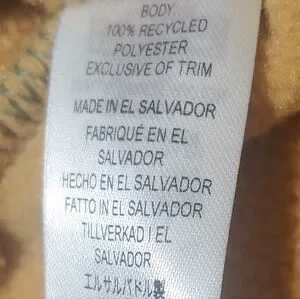 BODY:
100% RECYCLED
POLYESTER
EXCLUSIVE OF TRIM
MADE IN EL SALVADOR
FABRIQUÉ EN EL
SALVADOR
HECHO EN EL SALVADOR
FATTO IN EL SALVADOR
TILLVERKAD I EL
SALVADOR
エルサルバドル製